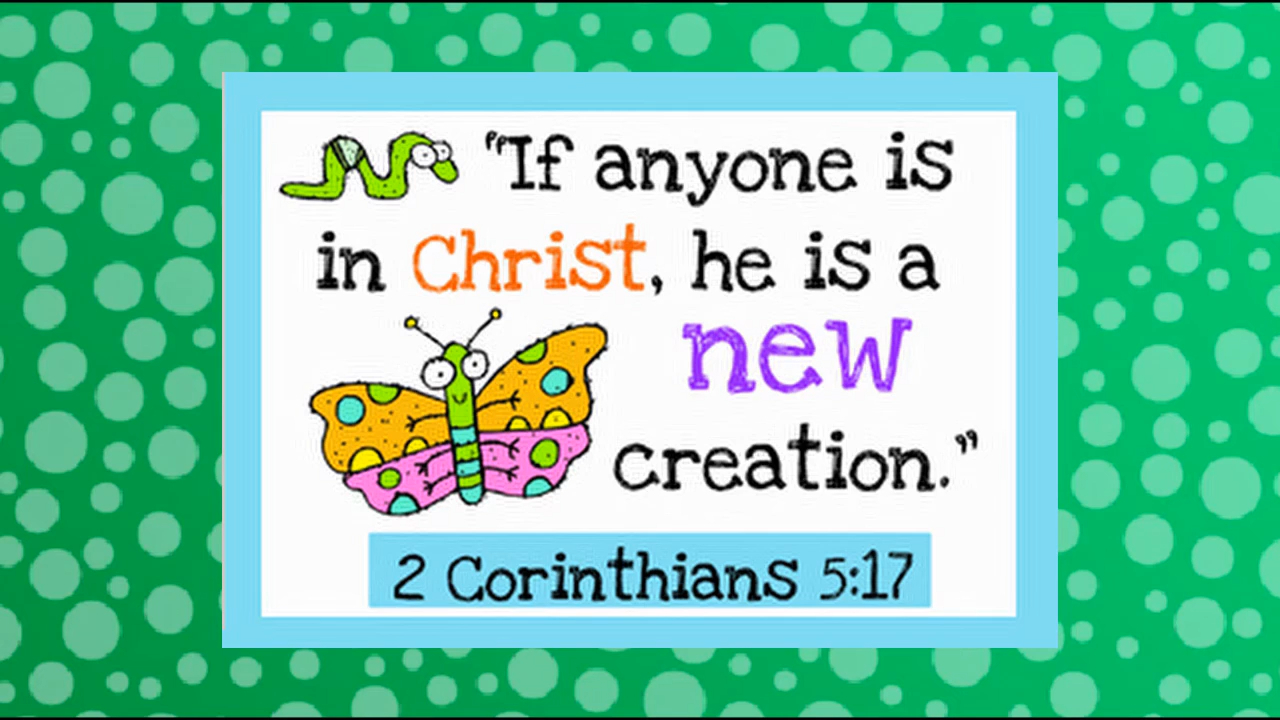 "If anyone is
in Christ, he is a
new
creation."
2 Corinthians 5:17